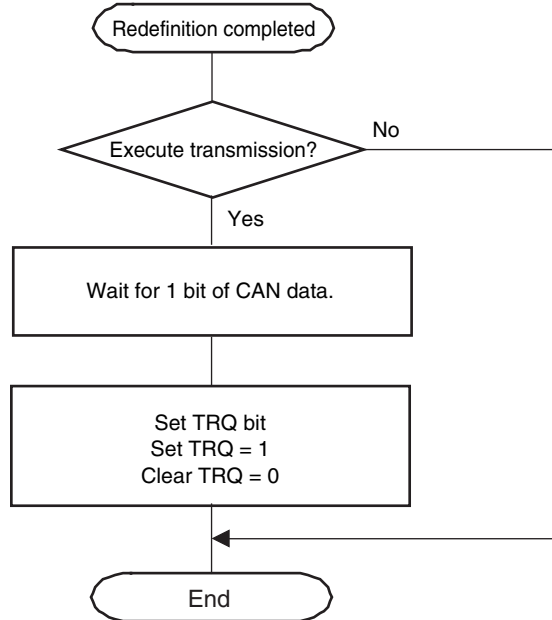 Redefinition completed
Execute transmission?
No
Yes
Wait for 1 bit of CAN data.
Set TRQ bit
Set TRQ = 1
Clear TRQ = 0
End